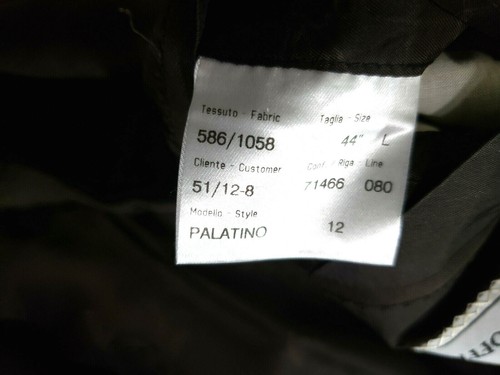 Tessuto - Fabric Taglia - Size
586/1058 44" L
Cliente - Customer Conf. - Riga - Line
51/12-8 71466 080
Modello - Style
PALATINO 12